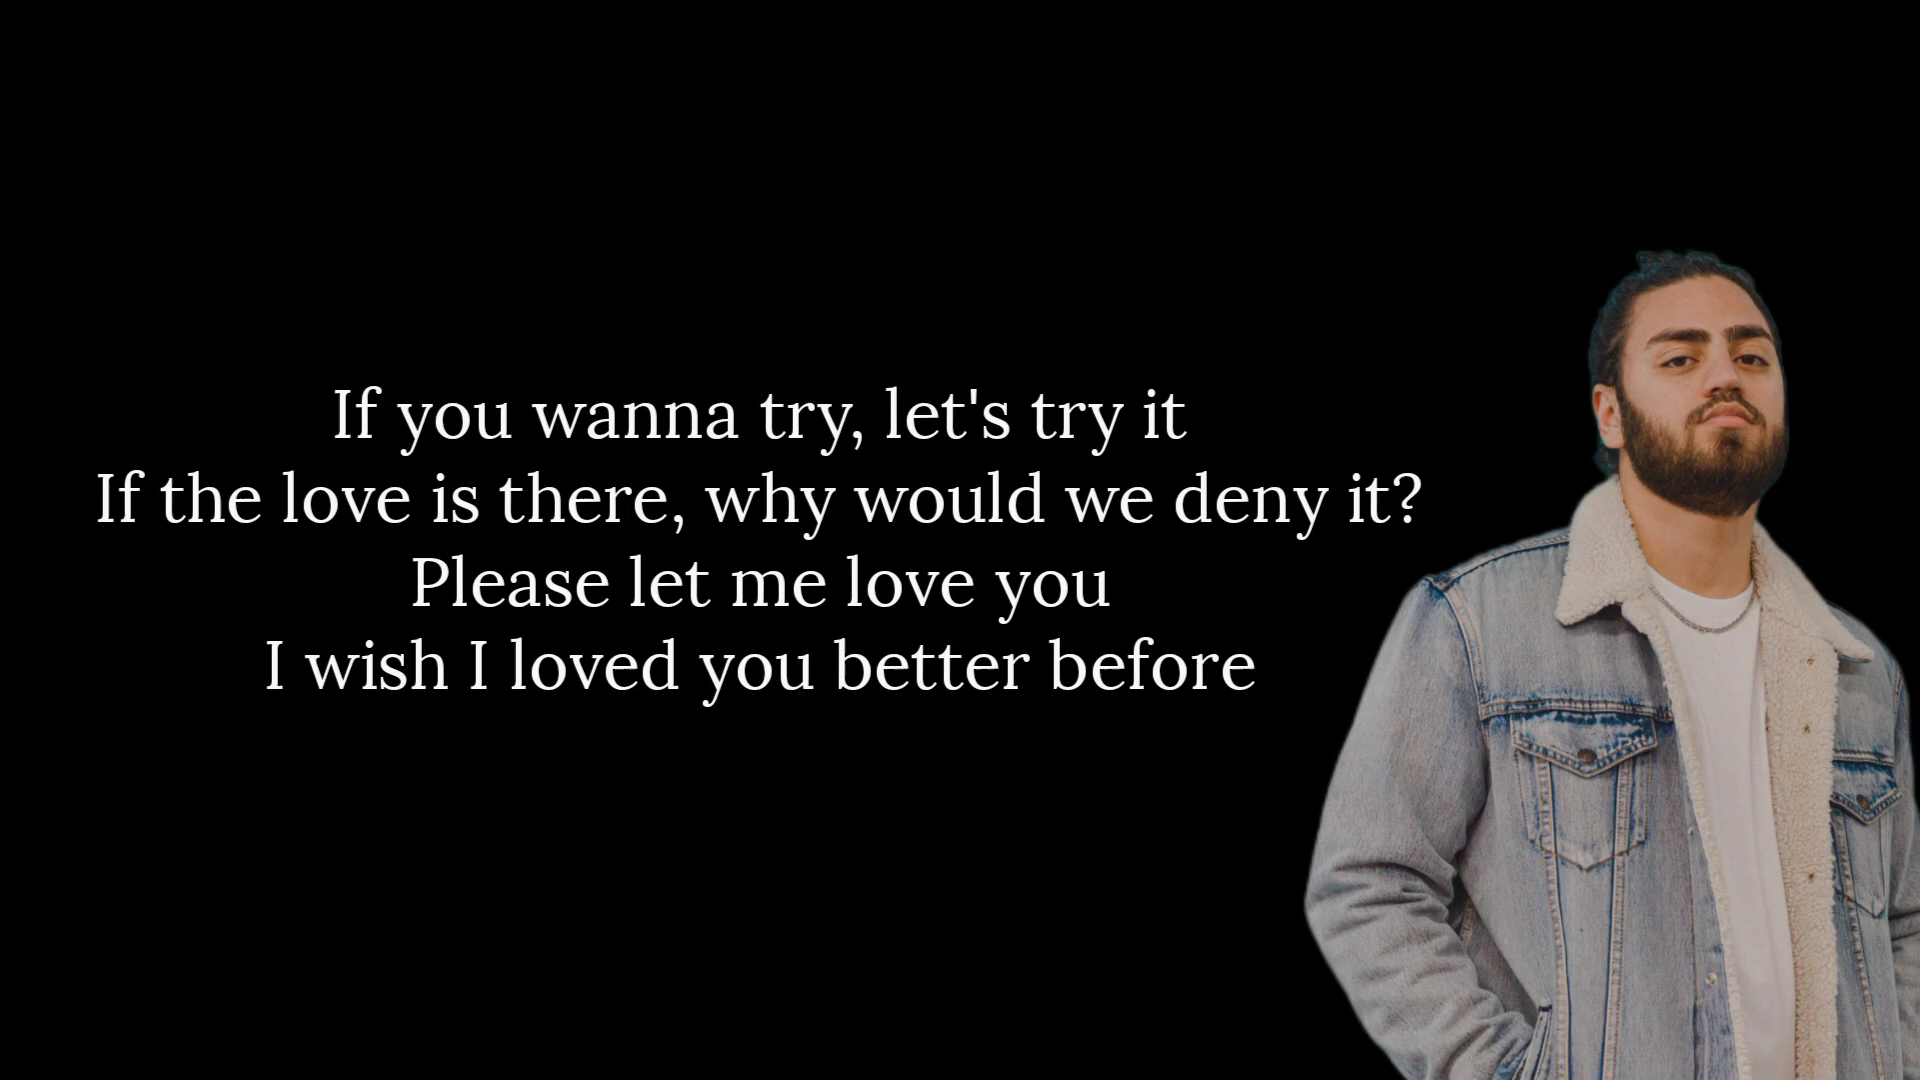 If you wanna try, let's try it
If the love is there, why would we deny it?
Please let me love you
I wish I loved you better before